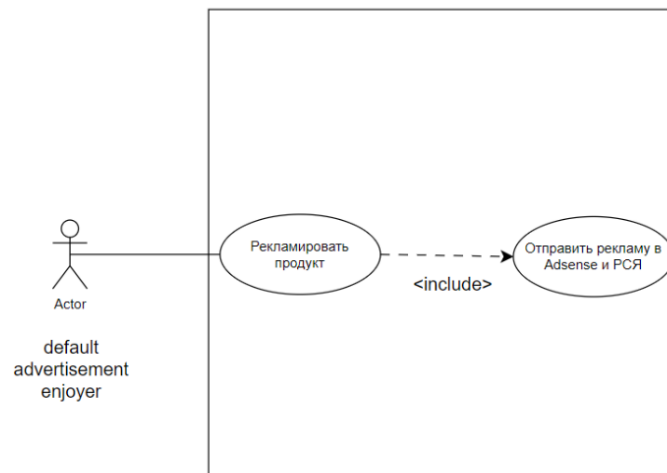 Рекламировать
продукт
Отправить рекламу в
Adsense и РСЯ
<include>
Actor
default
advertisement
enjoyer